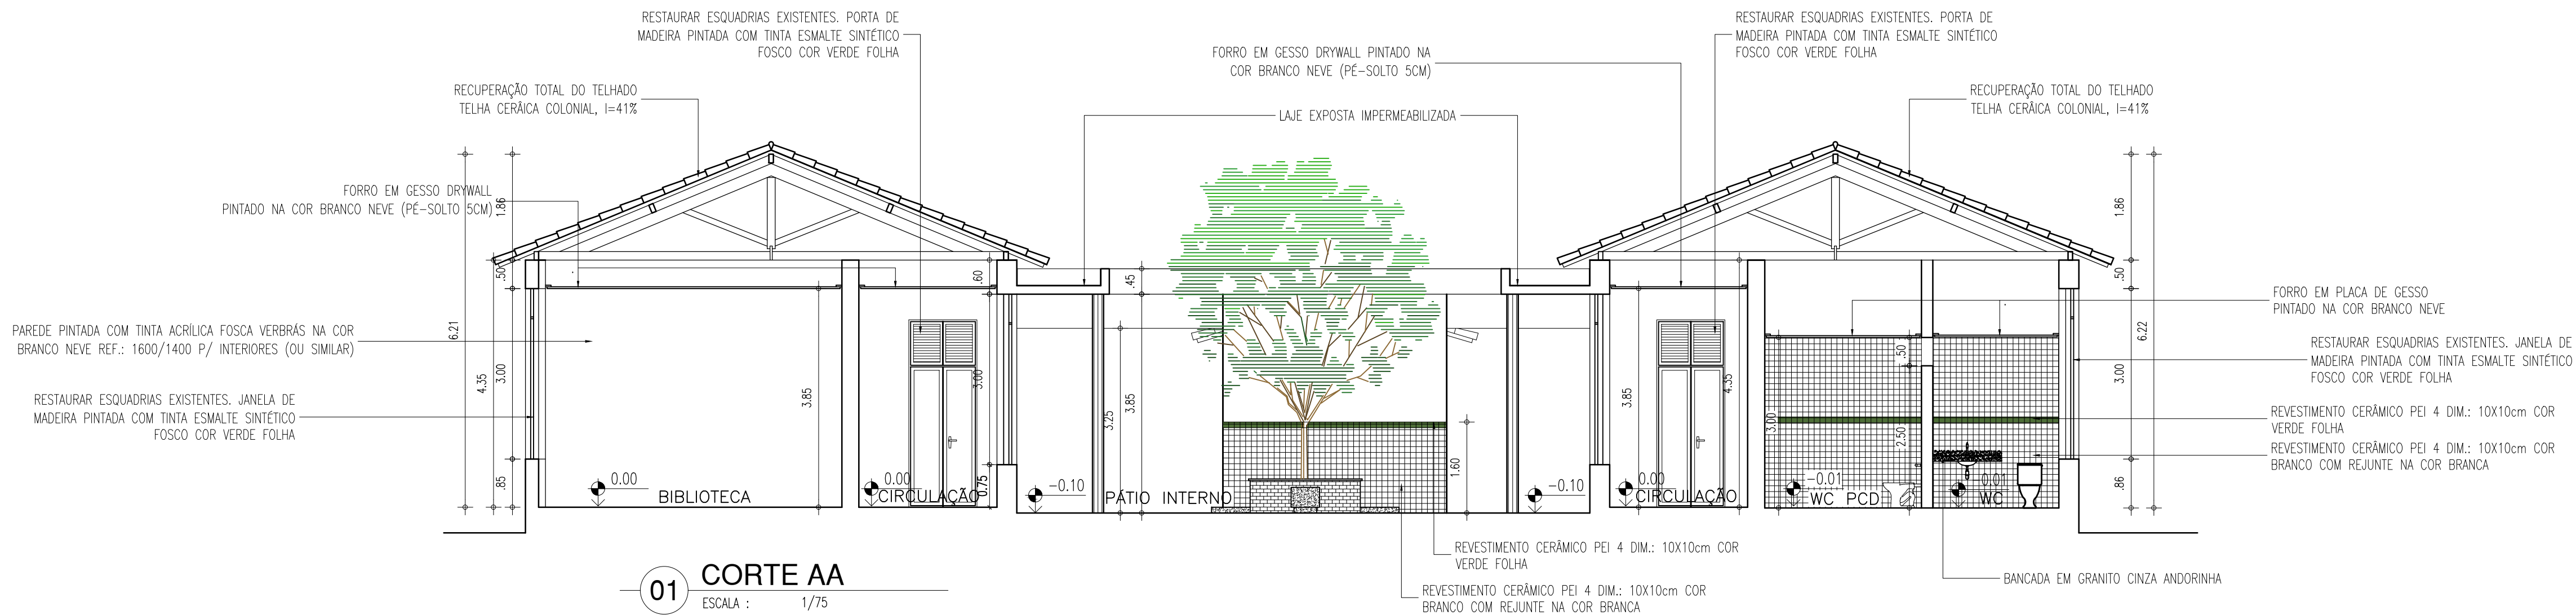 RESTAURAR ESQUADRIAS EXISTENTES. PORTA DE
MADEIRA PINTADA COM TINTA ESMALTE SINTÉTICO
FOSCO COR VERDE FOLHA
RESTAURAR ESQUADRIAS EXISTENTES. PORTA DE
MADEIRA PINTADA COM TINTA ESMALTE SINTÉTICO
FOSCO COR VERDE FOLHA
FORRO EM GESSO DRYWALL PINTADO NA
COR BRANCO NEVE (PÉ-SOLTO 5CM)
RECUPERAÇÃO TOTAL DO TELHADO
TELHA CERÂICA COLONIAL, I=41%
RECUPERAÇÃO TOTAL DO TELHADO
TELHA CERÂICA COLONIAL, I=41%
LAJE EXPOSTA IMPERMEABILIZADA
FORRO EM GESSO DRYWALL
PINTADO NA COR BRANCO NEVE (PÉ-SOLTO 5CM)
1.86
1.86
.50
.60
.45
.50
FORRO EM PLACA DE GESSO
PINTADO NA COR BRANCO NEVE
PAREDE PINTADA COM TINTA ACRÍLICA FOSCA VERBRÁS NA COR
BRANCO NEVE REF.: 1600/1400 P/ INTERIORES (OU SIMILAR)
6.21
6.22
RESTAURAR ESQUADRIAS EXISTENTES. JANELA DE
MADEIRA PINTADA COM TINTA ESMALTE SINTÉTICO
FOSCO COR VERDE FOLHA
4.35
3.00
3.85
3.00
3.25
3.85
3.85
4.35
.50
3.00
RESTAURAR ESQUADRIAS EXISTENTES. JANELA DE
MADEIRA PINTADA COM TINTA ESMALTE SINTÉTICO
FOSCO COR VERDE FOLHA
REVESTIMENTO CERÂMICO PEI 4 DIM.: 10X10cm COR
VERDE FOLHA
3.00
2.50
REVESTIMENTO CERÂMICO PEI 4 DIM.: 10X10cm COR
BRANCO COM REJUNTE NA COR BRANCA
.85
0.75
1.60
.86
0.00
BIBLIOTECA
0.00
CIRCULAÇÃO
-0.10
PÁTIO INTERNO
-0.10
0.00
CIRCULAÇÃO
-0.01
WC PCD
0.01
WC
REVESTIMENTO CERÂMICO PEI 4 DIM.: 10X10cm COR
VERDE FOLHA
REVESTIMENTO CERÂMICO PEI 4 DIM.: 10X10cm COR
BRANCO COM REJUNTE NA COR BRANCA
BANCADA EM GRANITO CINZA ANDORINHA
01
CORTE AA
ESCALA : 1/75